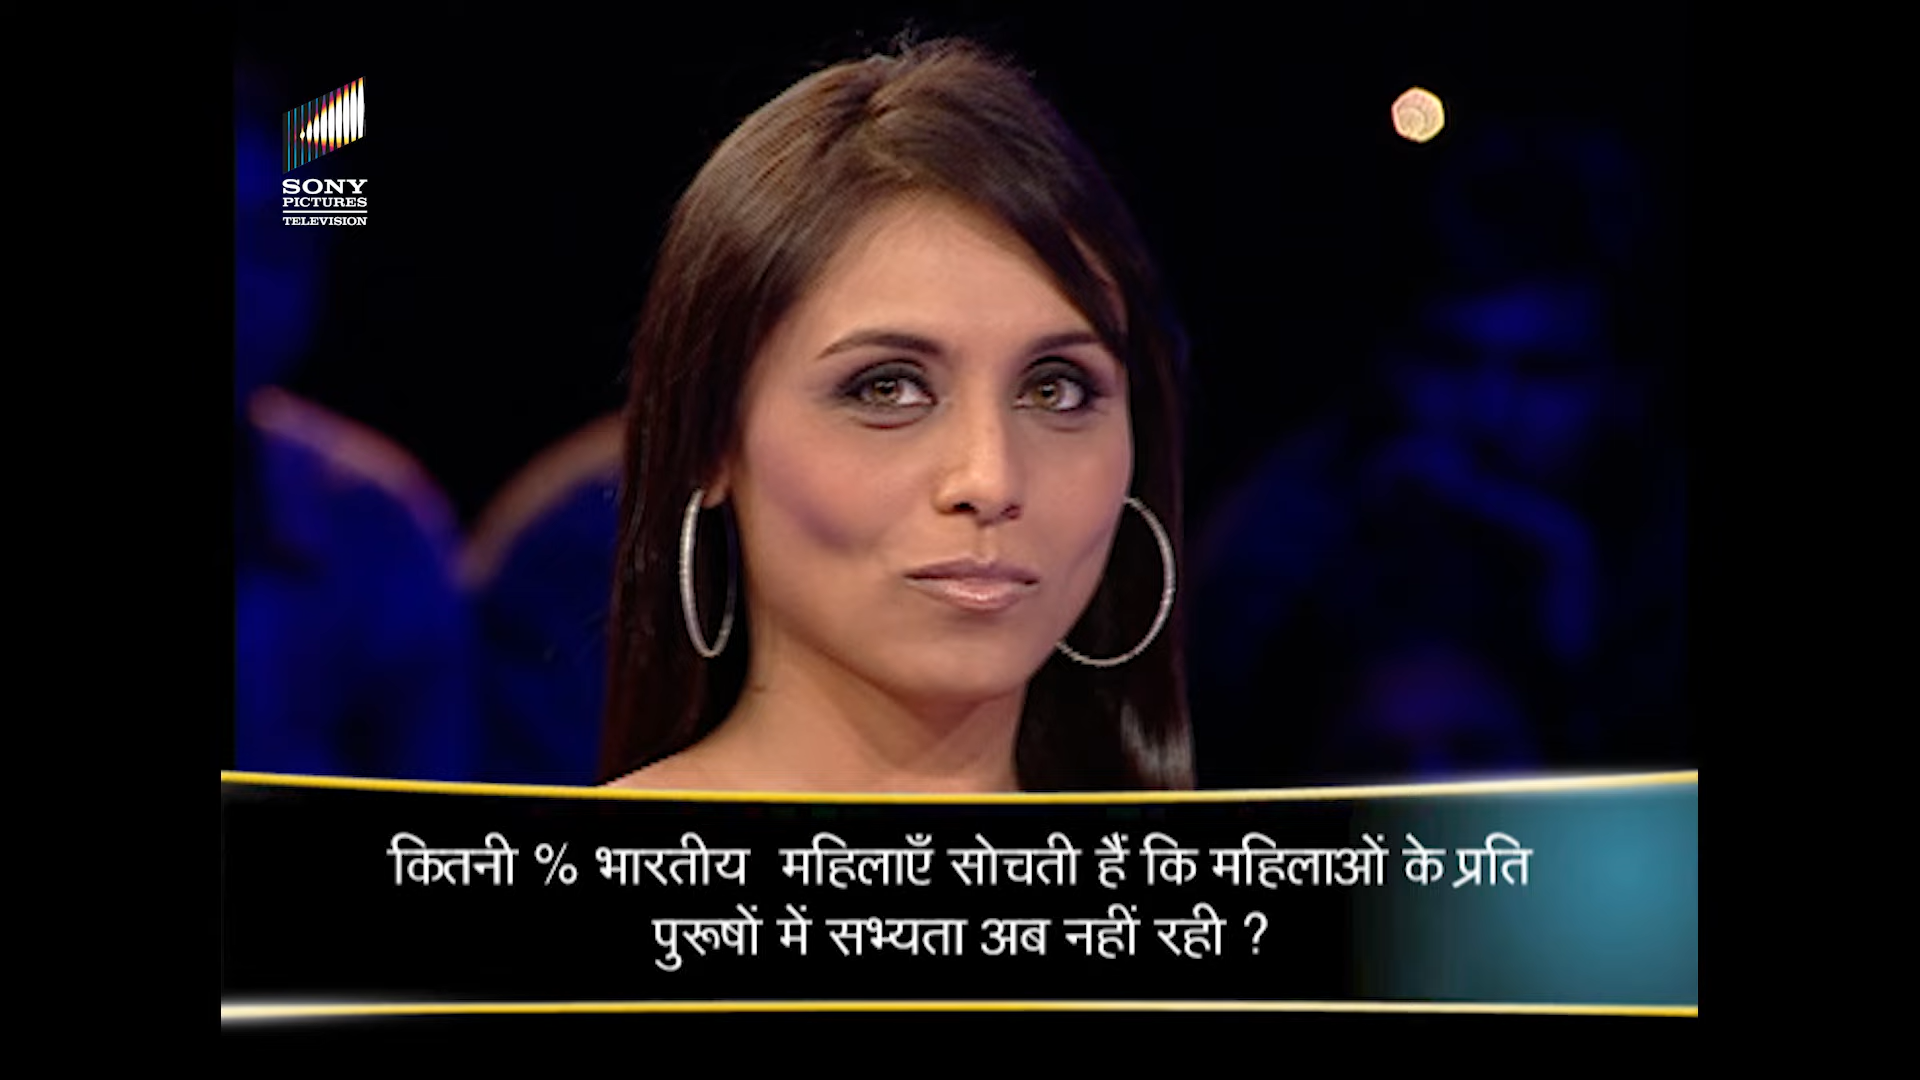 SONY
PICTURES
TELEVISION
कितनी % भारतीय महिलाएँ सोचती हैं कि महिलाओं के प्रति
पुरूषों में सभ्यता अब नहीं रही ?